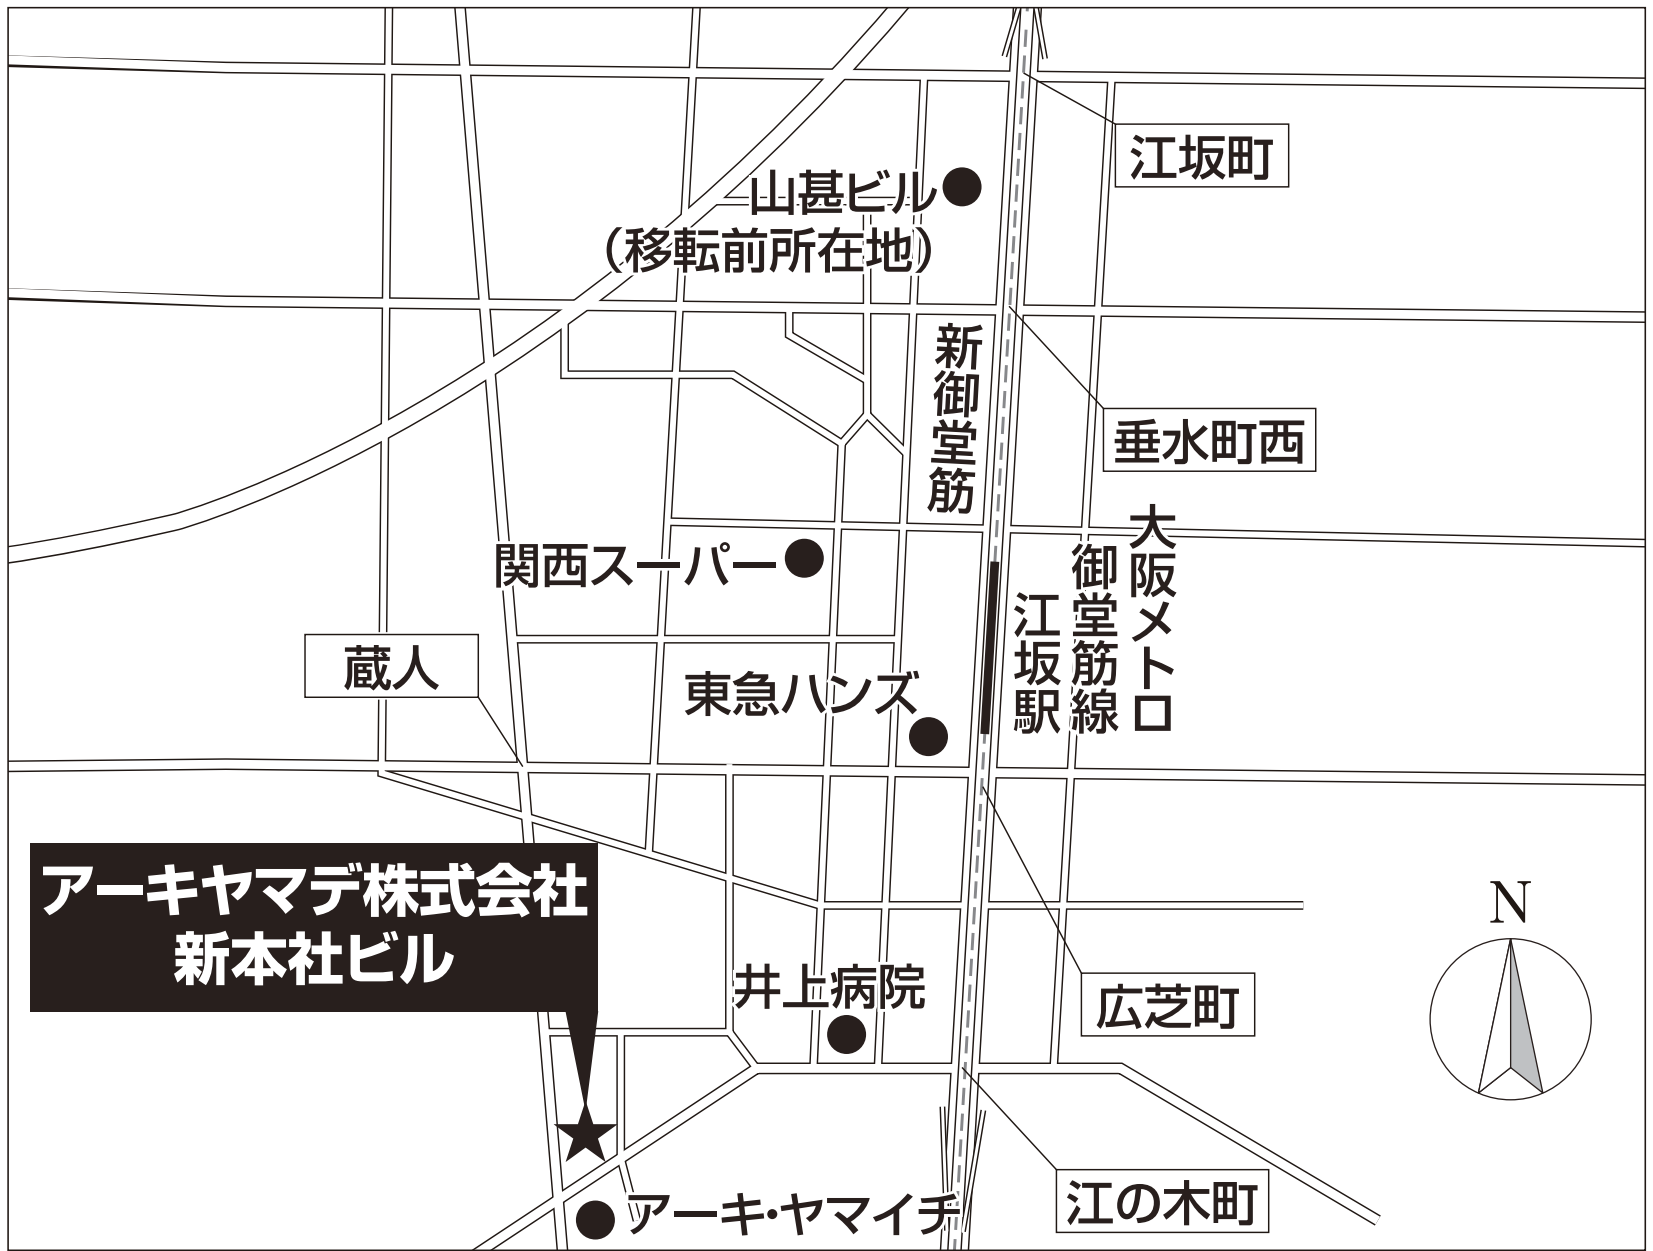 江坂町
山甚ビル
（移転前所在地）
新御堂筋
垂水町西
大阪メトロ
御堂筋線
江坂駅
関西スーパー
蔵人
東急ハンズ
アーキヤマデ株式会社
新本社ビル
N
井上病院
広芝町
江の木町
アーキ・ヤマイチ